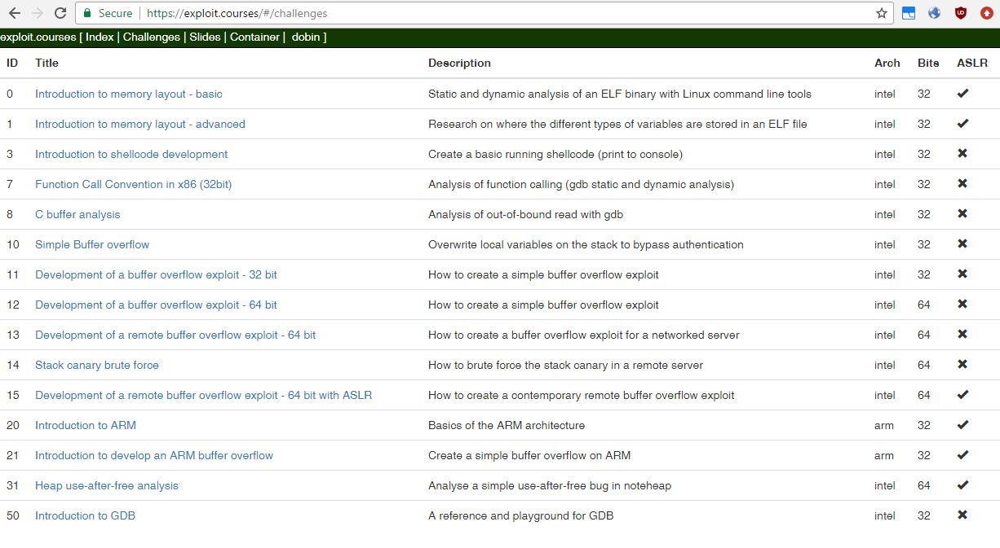 Secure https://exploit.courses/#/challenges
exploit.courses [ Index | Challenges | Slides | Container | dobin ]
ID Title Description Arch Bits ASLR
0 Introduction to memory layout - basic Static and dynamic analysis of an ELF binary with Linux command line tools intel 32 ✔
1 Introduction to memory layout - advanced Research on where the different types of variables are stored in an ELF file intel 32 ✔
3 Introduction to shellcode development Create a basic running shellcode (print to console) intel 32 ✖
7 Function Call Convention in x86 (32bit) Analysis of function calling (gdb static and dynamic analysis) intel 32 ✖
8 C buffer analysis Analysis of out-of-bound read with gdb intel 32 ✖
10 Simple Buffer overflow Overwrite local variables on the stack to bypass authentication intel 32 ✖
11 Development of a buffer overflow exploit - 32 bit How to create a simple buffer overflow exploit intel 32 ✖
12 Development of a buffer overflow exploit - 64 bit How to create a simple buffer overflow exploit intel 64 ✖
13 Development of a remote buffer overflow exploit - 64 bit How to create a buffer overflow exploit for a networked server intel 64 ✖
14 Stack canary brute force How to brute force the stack canary in a remote server intel 64 ✖
15 Development of a remote buffer overflow exploit - 64 bit with ASLR How to create a contemporary remote buffer overflow exploit intel 64 ✔
20 Introduction to ARM Basics of the ARM architecture arm 32 ✔
21 Introduction to develop an ARM buffer overflow Create a simple buffer overflow on ARM arm 32 ✔
31 Heap use-after-free analysis Analyse a simple use-after-free bug in noteheap intel 64 ✔
50 Introduction to GDB A reference and playground for GDB intel 32 ✖